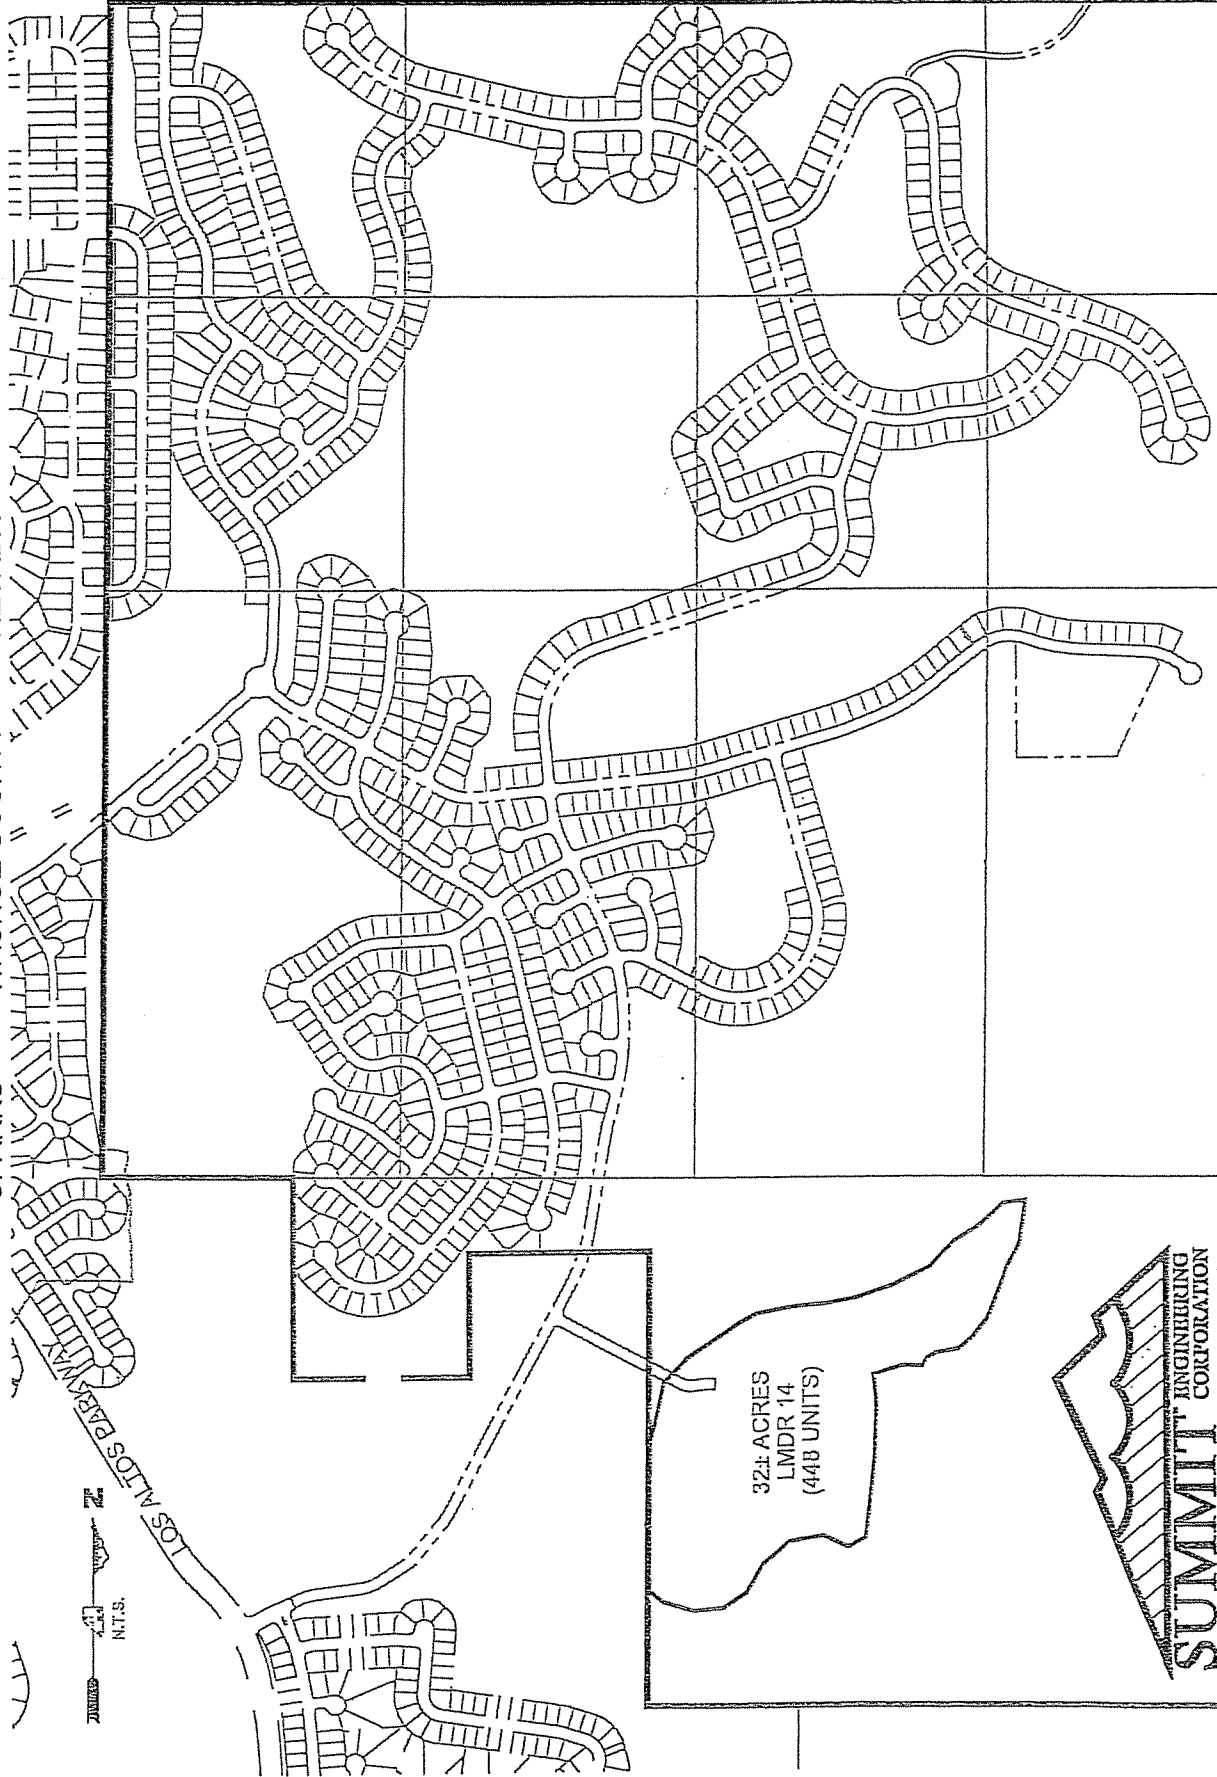 LOS ALTOS PARKWAY
N
N.T.S.
32± ACRES
LMDR 14
(448 UNITS)
SUMMIT
ENGINEERING
CORPORATION